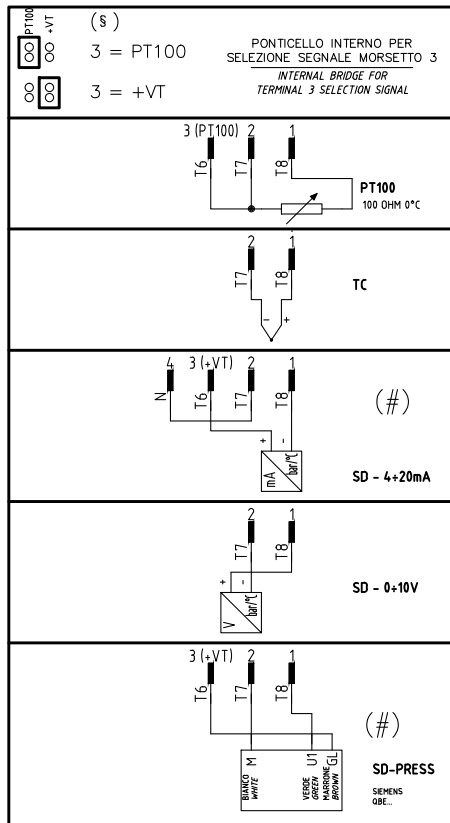 PT100
+VT
(§)
3 = PT100
3 = +VT
PONTICELLO INTERNO PER
SELEZIONE SEGNALE MORSETTO 3
INTERNAL BRIDGE FOR
TERMINAL 3 SELECTION SIGNAL
3 (PT100) 2 1
T6 T7 T8
PT100
100 OHM 0°C
2 1
T7 T8
- +
TC
4 3 (+VT) 2 1
N T6 T7 T8
(#)
+ -
mA bar/°C
SD - 4÷20mA
2 1
T7 T8
+ -
V bar/°C
SD - 0÷10V
3 (+VT) 2 1
T6 T7 T8
(#)
M U1 GL
BIANCO
WHITE
VERDE
GREEN
MARRONE
BROWN
SD-PRESS
SIEMENS
QBE...